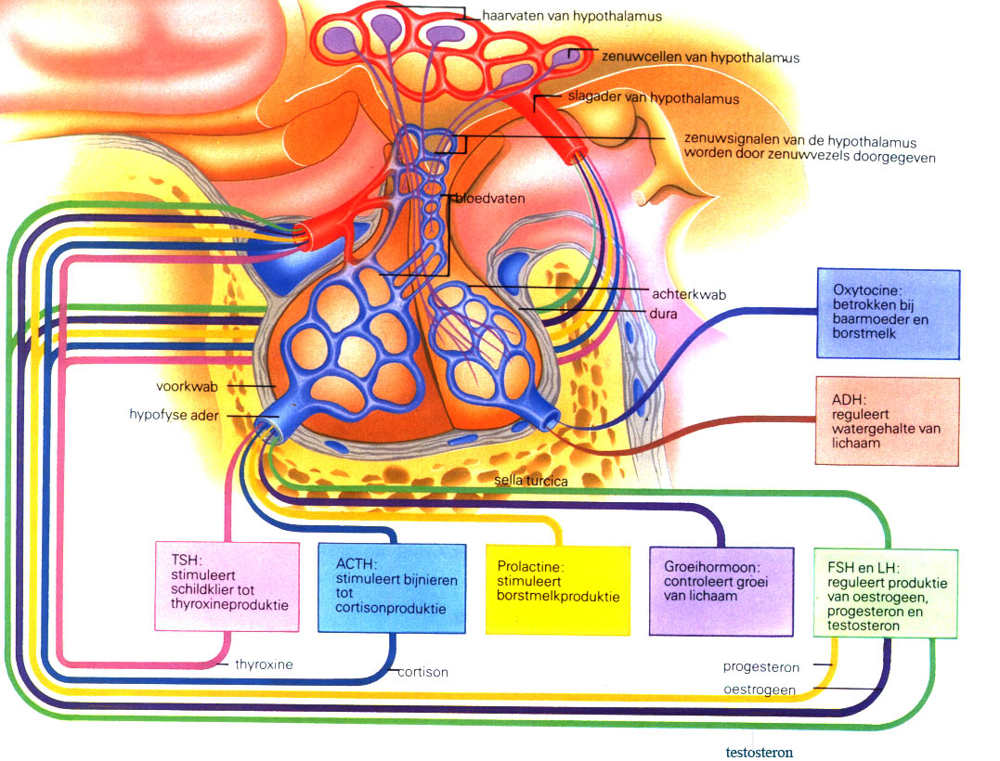 haarvaten van hypothalamus
zenuwcellen van hypothalamus
slagader van hypothalamus
zenuwsignalen van de hypothalamus
worden door zenuwvezels doorgegeven
bloedvaten
achterkwab
dura
Oxytocine:
betrokken bij
baarmoeder en
borstmelk
voorkwab
hypofyse ader
ADH:
reguleert
watergehalte van
lichaam
sella turcica
TSH:
stimuleert
schildklier tot
thyroxineproduktie
ACTH:
stimuleert bijnieren
tot
cortisonproduktie
Prolactine:
stimuleert
borstmelkproduktie
Groeihormoon:
controleert groei
van lichaam
FSH en LH:
reguleert produktie
van oestrogeen,
progesteron en
testosteron
thyroxine
cortison
progesteron
oestrogeen
testosteron